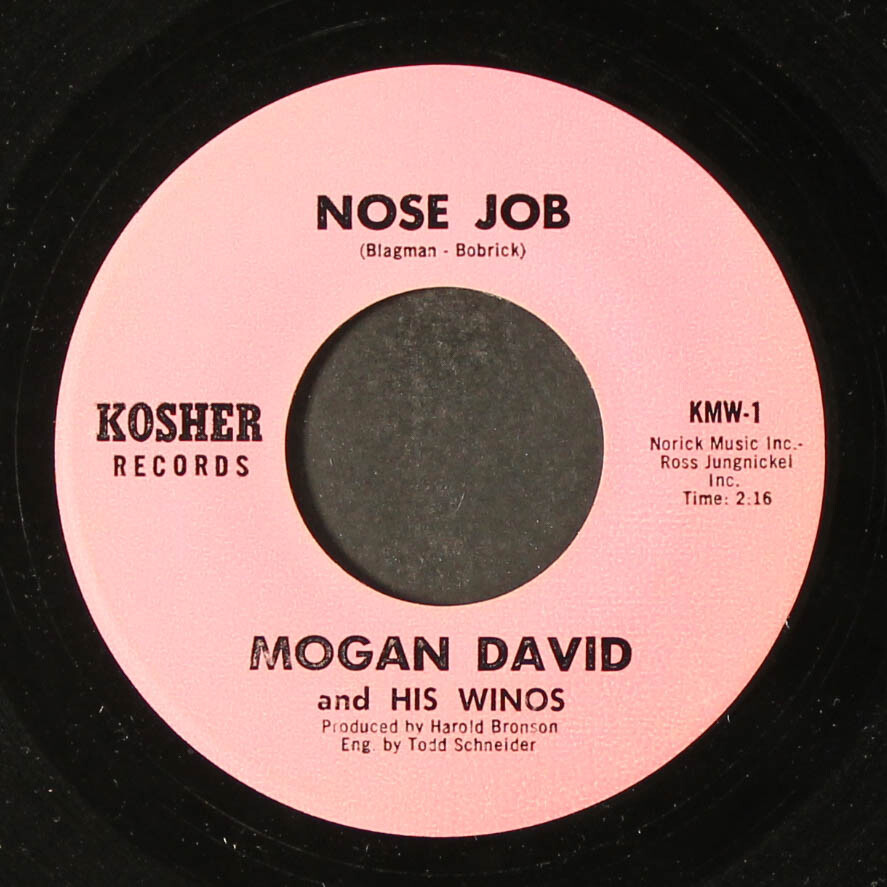 NOSE JOB
(Blagman - Bobrick)
KOSHER
RECORDS
KMW-1
Norick Music Inc.-
Ross Jungnickel
Inc.
Time: 2:16
MOGAN DAVID
and HIS WINOS
Produced by Harold Bronson
Eng. by Todd Schneider